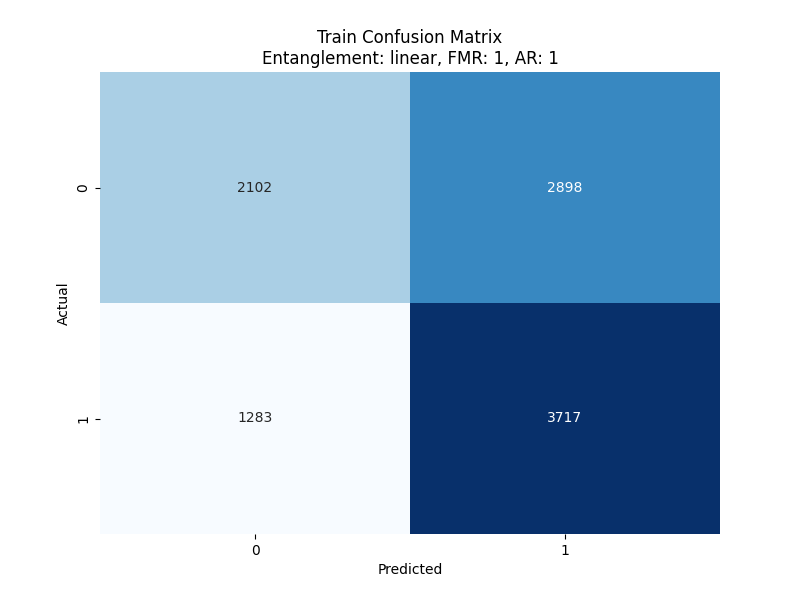 Train Confusion Matrix
Entanglement: linear, FMR: 1, AR: 1
Actual
0
2102
2898
1
1283
3717
0
1
Predicted